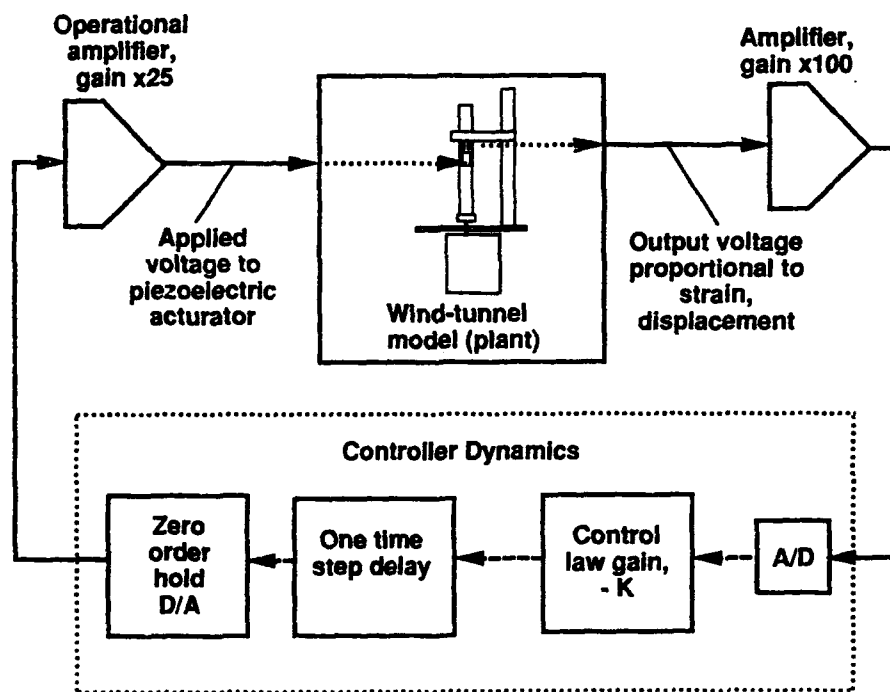 Operational
amplifier,
gain x25
Amplifier,
gain x100
Applied
voltage to
piezoelectric
acturator
Wind-tunnel
model (plant)
Output voltage
proportional to
strain,
displacement
Controller Dynamics
Zero
order
hold
D/A
One time
step delay
Control
law gain,
- K
A/D